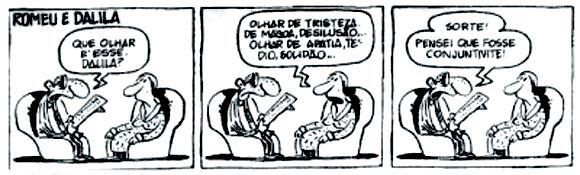 ROMEU E DALILA
QUE OLHAR
É ESSE,
DALILA?
OLHAR DE TRISTEZA,
DE MÁGOA, DESILUSÃO...
OLHAR DE APATIA, TÉ-
DIO, SOLIDÃO...
SORTE!
PENSEI QUE FOSSE
CONJUNTIVITE!